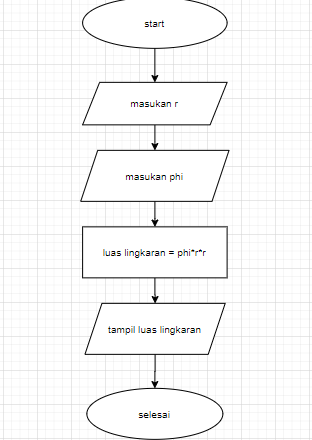 start
masukan r
masukan phi
luas lingkaran = phi*r*r
tampil luas lingkaran
selesai